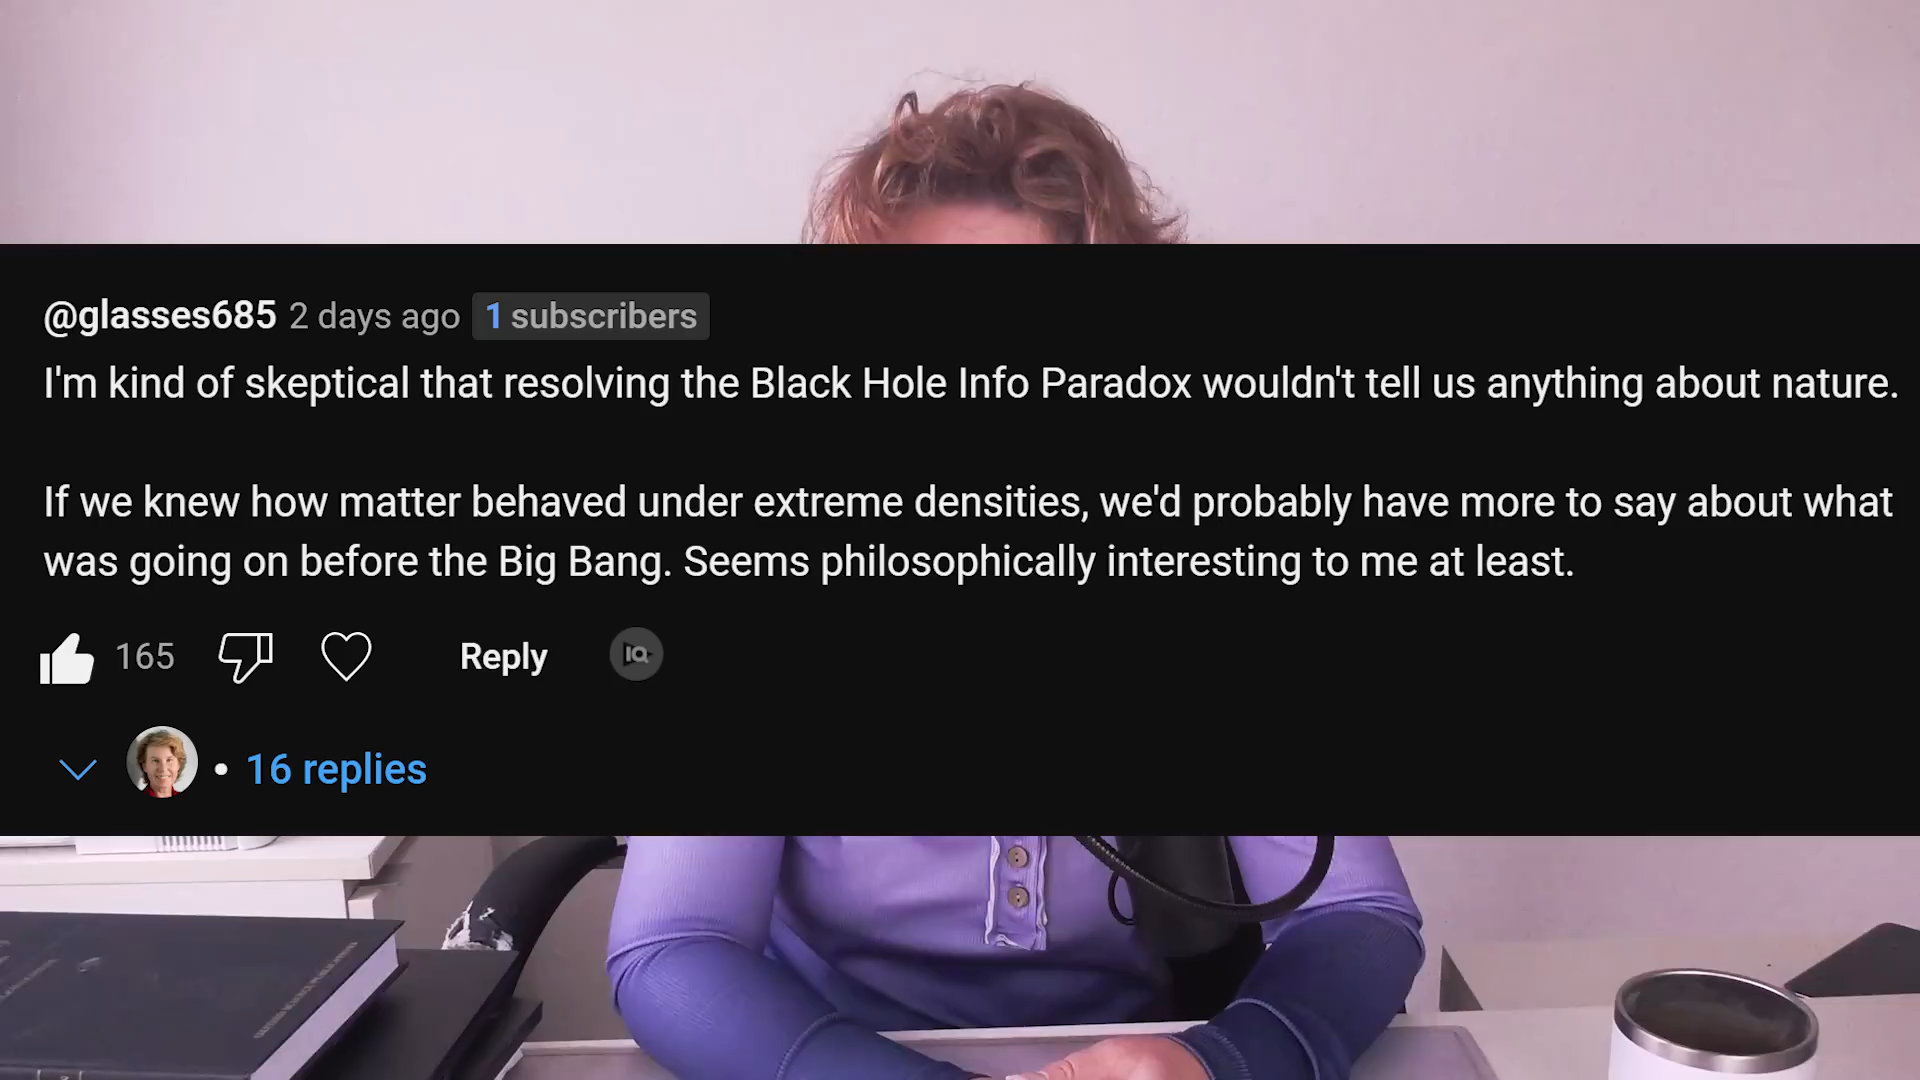 @glasses685 2 days ago 1 subscribers
I'm kind of skeptical that resolving the Black Hole Info Paradox wouldn't tell us anything about nature.
If we knew how matter behaved under extreme densities, we'd probably have more to say about what
was going on before the Big Bang. Seems philosophically interesting to me at least.
165 Reply IQ
• 16 replies